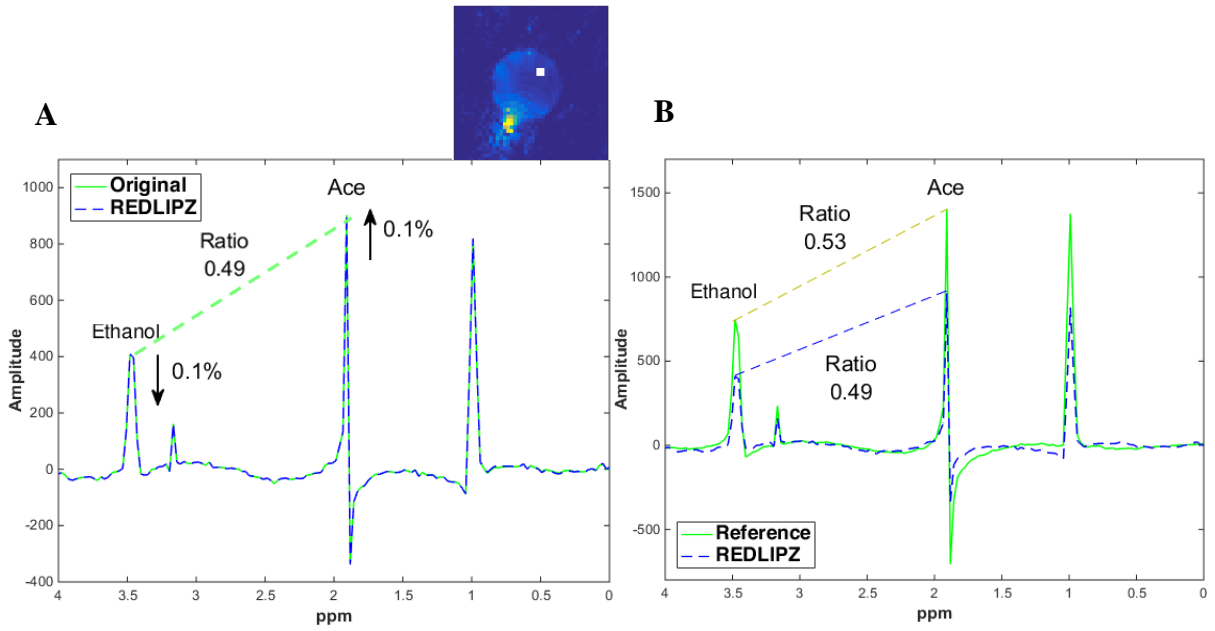 A
B
Original
REDLIPZ
Ace
0.1%
Ratio
0.49
Ethanol
0.1%
Amplitude
1000
800
600
400
200
0
-200
-400
4
3.5
3
2.5
2
1.5
1
0.5
0
ppm
Ace
Ratio
0.53
Ethanol
Ratio
0.49
Reference
REDLIPZ
Amplitude
1500
1000
500
0
-500
4
3.5
3
2.5
2
1.5
1
0.5
0
ppm